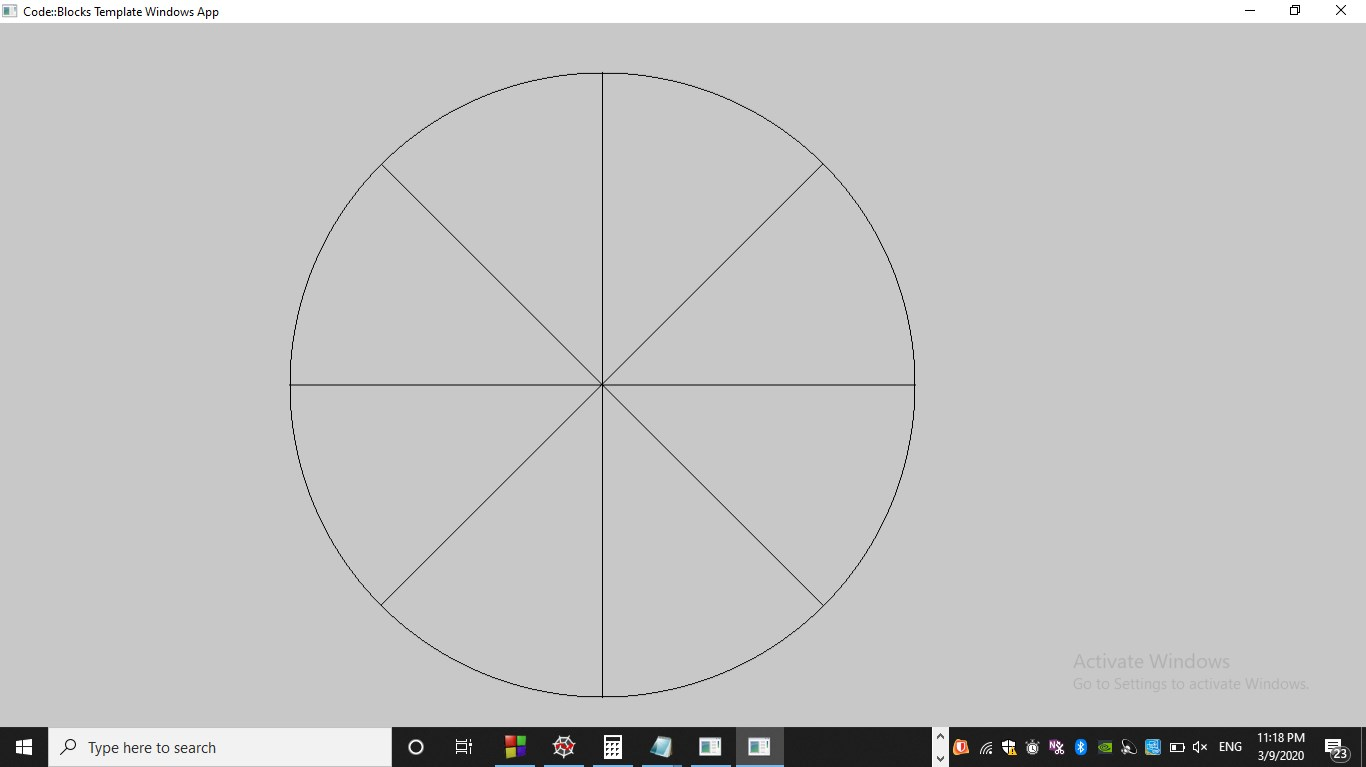 Code::Blocks Template Windows App
Activate Windows
Go to Settings to activate Windows.
Type here to search
ENG
11:18 PM
3/9/2020
23